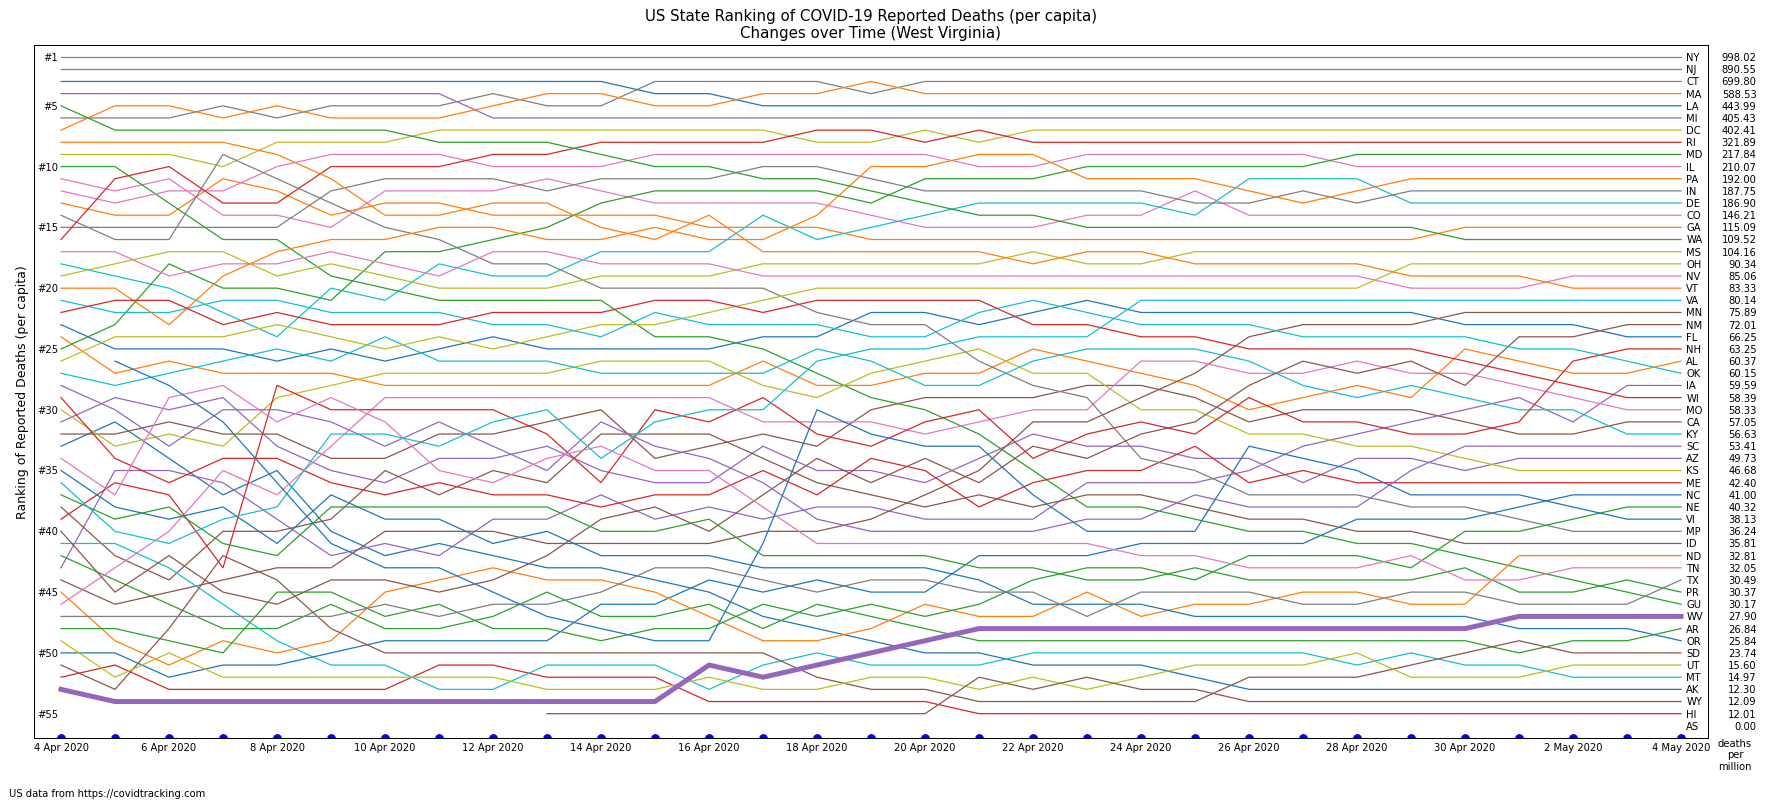 US State Ranking of COVID-19 Reported Deaths (per capita)
Changes over Time (West Virginia)
Ranking of Reported Deaths (per capita)
#1
#5
#10
#15
#20
#25
#30
#35
#40
#45
#50
#55
NY 998.02
NJ 890.55
CT 699.80
MA 588.53
LA 443.99
MI 405.43
DC 402.41
RI 321.89
MD 217.84
IL 210.07
PA 192.00
IN 187.75
DE 186.90
CO 146.21
GA 115.09
WA 109.52
MS 104.16
OH 90.34
NV 85.06
VT 83.33
VA 80.14
MN 75.89
NM 72.01
FL 66.25
NH 63.25
AL 60.37
OK 60.15
IA 59.59
WI 58.39
MO 58.33
CA 57.05
KY 56.63
SC 53.41
AZ 49.73
KS 46.68
ME 42.40
NC 41.00
NE 40.32
VI 38.13
MP 36.24
ID 35.81
ND 32.81
TN 32.05
TX 30.49
PR 30.37
GU 30.17
WV 27.90
AR 26.84
OR 25.84
SD 23.74
UT 15.60
MT 14.97
AK 12.30
WY 12.09
HI 12.01
AS 0.00
4 Apr 2020 6 Apr 2020 8 Apr 2020 10 Apr 2020 12 Apr 2020 14 Apr 2020 16 Apr 2020 18 Apr 2020 20 Apr 2020 22 Apr 2020 24 Apr 2020 26 Apr 2020 28 Apr 2020 30 Apr 2020 2 May 2020 4 May 2020
deaths
per
million
US data from https://covidtracking.com